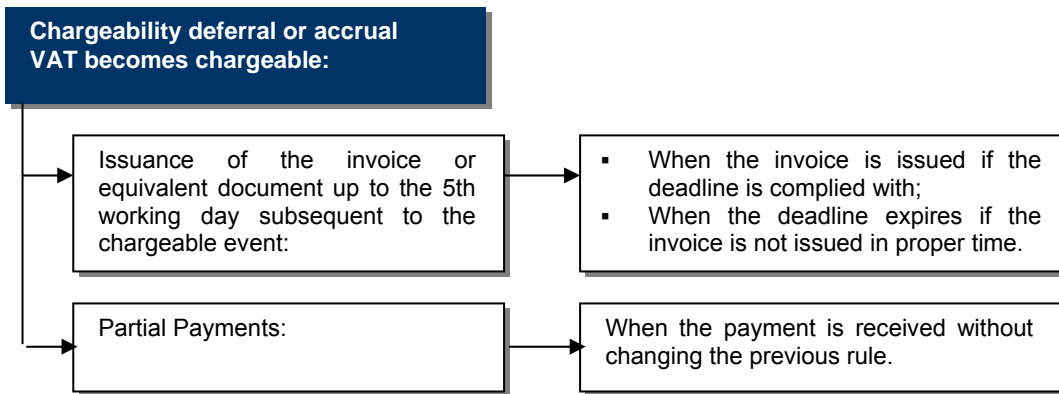 Chargeability deferral or accrual
VAT becomes chargeable:
Issuance of the invoice or
equivalent document up to the 5th
working day subsequent to the
chargeable event:
▪ When the invoice is issued if the
deadline is complied with;
▪ When the deadline expires if the
invoice is not issued in proper time.
Partial Payments:
When the payment is received without
changing the previous rule.